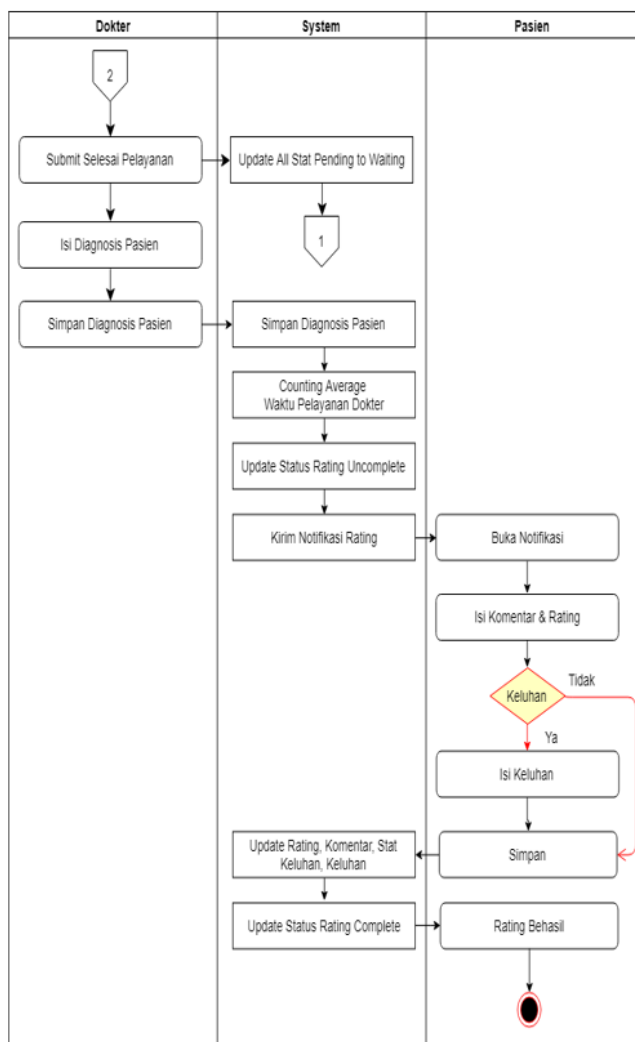 Dokter
System
Pasien
2
Submit Selesai Pelayanan
Update All Stat Pending to Waiting
Isi Diagnosis Pasien
1
Simpan Diagnosis Pasien
Simpan Diagnosis Pasien
Counting Average
Waktu Pelayanan Dokter
Update Status Rating Uncomplete
Kirim Notifikasi Rating
Buka Notifikasi
Isi Komentar & Rating
Keluhan
Tidak
Ya
Isi Keluhan
Update Rating, Komentar, Stat
Keluhan, Keluhan
Simpan
Update Status Rating Complete
Rating Behasil